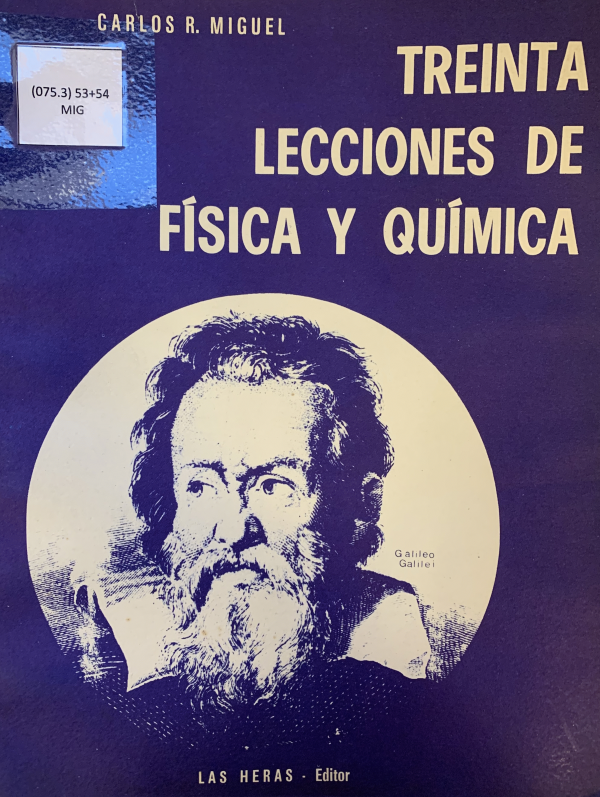 CARLOS R. MIGUEL
(075.3) 53+54
MIG
TREINTA
LECCIONES DE
FÍSICA Y QUÍMICA
Galileo
Galilei
LAS HERAS - Editor